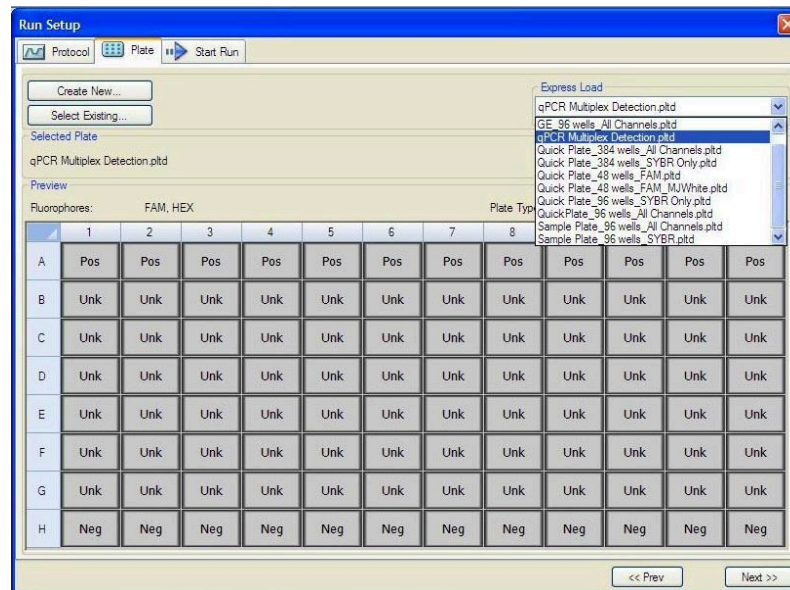 Run Setup
Protocol Plate Start Run
Create New...
Select Existing...
Express Load
qPCR Multiplex Detection.pltd
GE_96 wells_All Channels.pltd
qPCR Multiplex Detection.pltd
Quick Plate_384 wells_All Channels.pltd
Quick Plate_384 wells_SYBR Only.pltd
Quick Plate_48 wells_FAM.pltd
Quick Plate_48 wells_FAM_MJWhite.pltd
Quick Plate_96 wells_SYBR Only.pltd
QuickPlate_96 wells_All Channels.pltd
Sample Plate_96 wells_All Channels.pltd
Sample Plate_96 wells_SYBR.pltd
Selected Plate
qPCR Multiplex Detection.pltd
Preview
Fluorophores: FAM, HEX Plate Typ
1 2 3 4 5 6 7 8
A Pos Pos Pos Pos Pos Pos Pos Pos Pos Pos Pos
B Unk Unk Unk Unk Unk Unk Unk Unk Unk Unk Unk
C Unk Unk Unk Unk Unk Unk Unk Unk Unk Unk Unk
D Unk Unk Unk Unk Unk Unk Unk Unk Unk Unk Unk
E Unk Unk Unk Unk Unk Unk Unk Unk Unk Unk Unk
F Unk Unk Unk Unk Unk Unk Unk Unk Unk Unk Unk
G Unk Unk Unk Unk Unk Unk Unk Unk Unk Unk Unk
H Neg Neg Neg Neg Neg Neg Neg Neg Neg Neg Neg
<< Prev Next >>